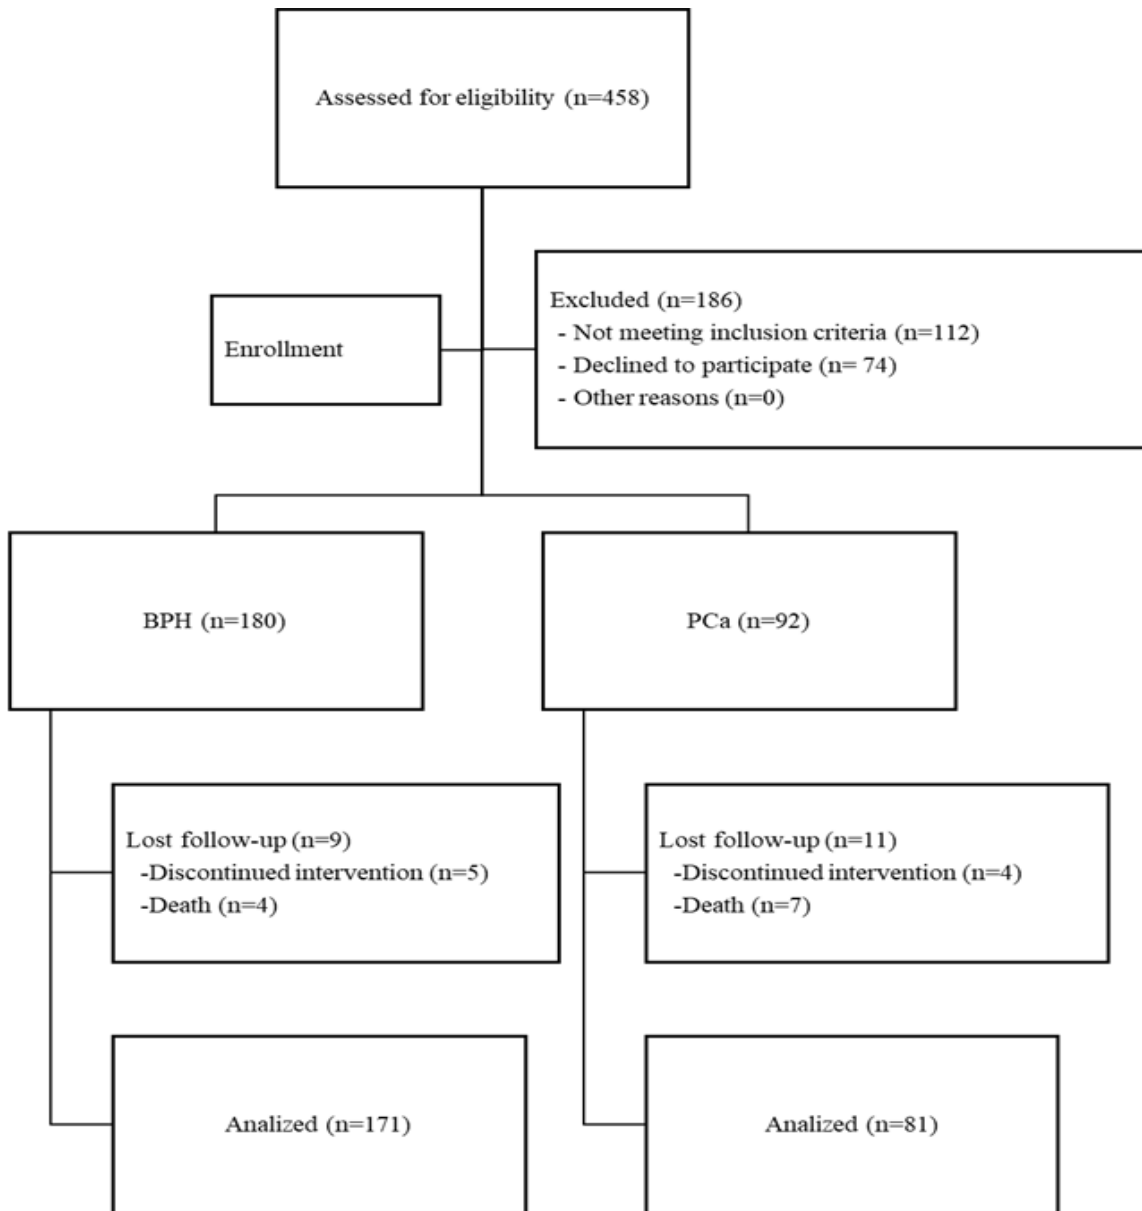 Assessed for eligibility (n=458)
Enrollment
Excluded (n=186)
- Not meeting inclusion criteria (n=112)
- Declined to participate (n= 74)
- Other reasons (n=0)
BPH (n=180)
PCa (n=92)
Lost follow-up (n=9)
-Discontinued intervention (n=5)
-Death (n=4)
Lost follow-up (n=11)
-Discontinued intervention (n=4)
-Death (n=7)
Analized (n=171)
Analized (n=81)